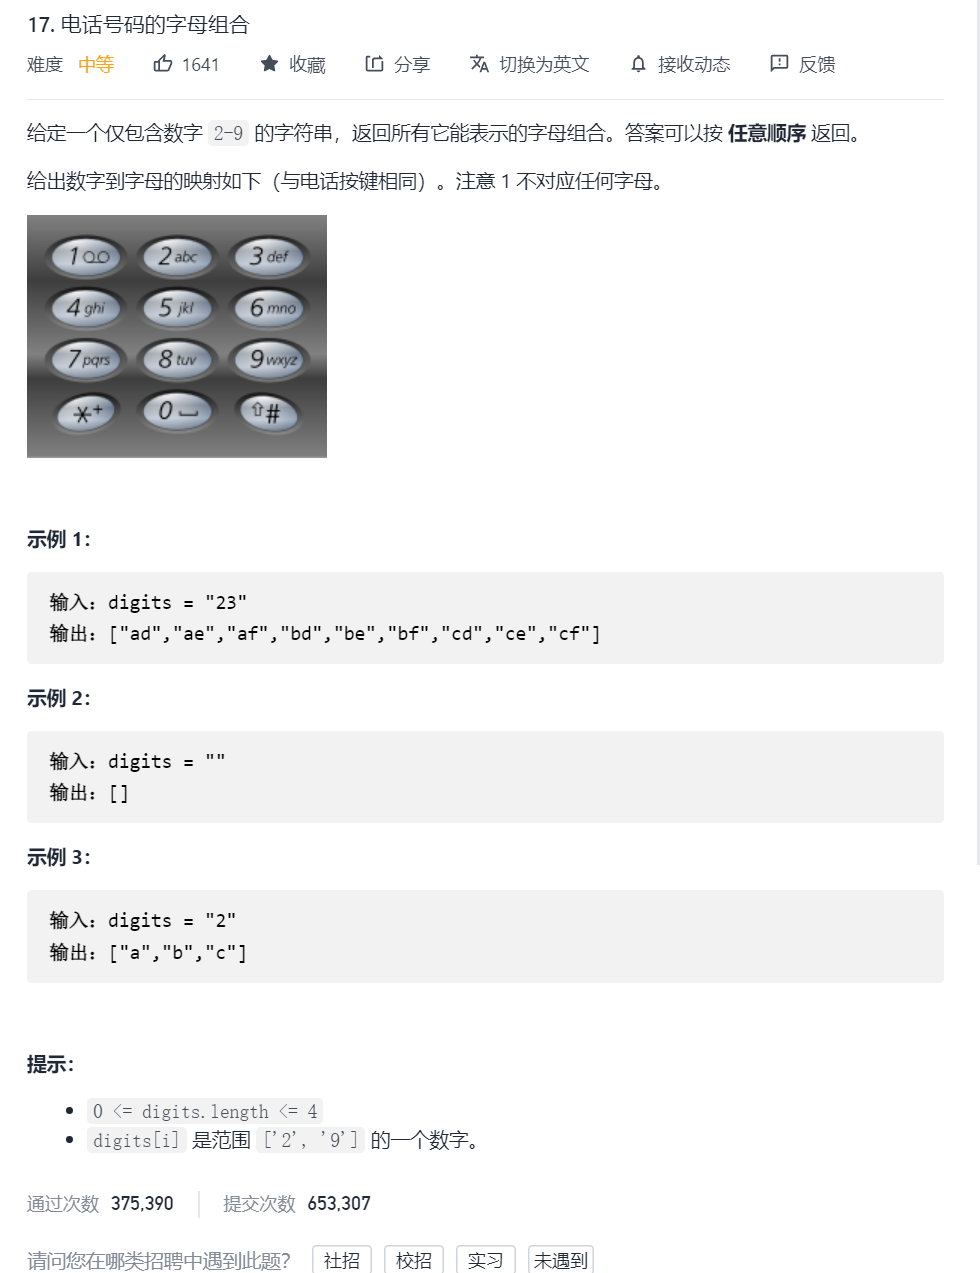 17. 电话号码的字母组合
难度 中等 1641 收藏 分享 切换为英文 接收动态 反馈
给定一个仅包含数字 2-9 的字符串，返回所有它能表示的字母组合。答案可以按 任意顺序 返回。
给出数字到字母的映射如下（与电话按键相同）。注意 1 不对应任何字母。
1 2 abc 3 def
4 ghi 5 jkl 6 mno
7 pqrs 8 tuv 9 wxyz
*+ 0 #
示例 1：
输入：digits = "23"
输出：["ad","ae","af","bd","be","bf","cd","ce","cf"]
示例 2：
输入：digits = ""
输出：[]
示例 3：
输入：digits = "2"
输出：["a","b","c"]
提示：
0 <= digits.length <= 4
digits[i] 是范围 ['2', '9'] 的一个数字。
通过次数 375,390 提交次数 653,307
请问您在哪类招聘中遇到此题？ 社招 校招 实习 未遇到